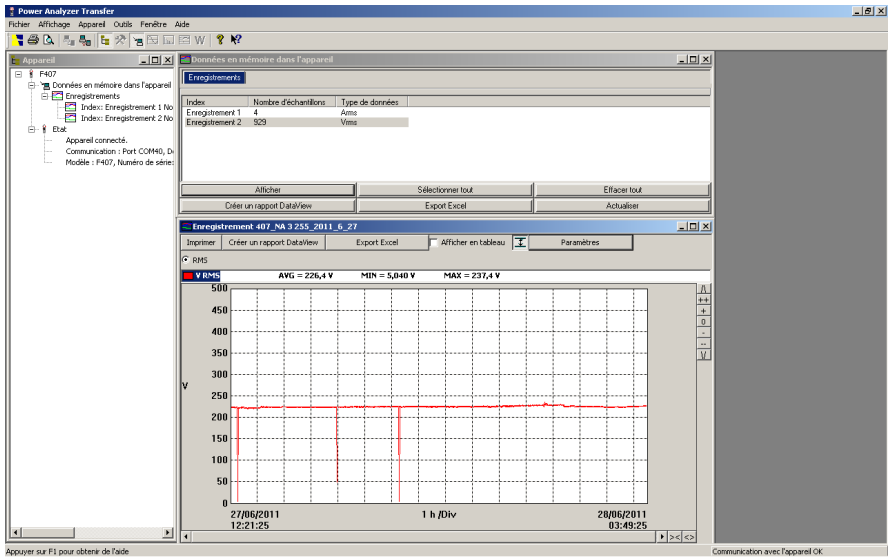 Power Analyzer Transfer
Fichier Affichage Appareil Outils Fenêtre Aide
W
Appareil
F407
Données en mémoire dans l'appareil
Enregistrements
Index: Enregistrement 1 No
Index: Enregistrement 2 No
Etat
Appareil connecté.
Communication : Port COM40, D
Modèle : F407, Numéro de série:
Données en mémoire dans l'appareil
Enregistrements
Index Nombre d'échantillons Type de données
Enregistrement 1 4 Arms
Enregistrement 2 929 Vrms
Afficher Sélectionner tout Effacer tout
Créer un rapport DataView Export Excel Actualiser
Enregistrement 407_NA 3 255_2011_6_27
Imprimer Créer un rapport DataView Export Excel Afficher en tableau Paramètres
RMS
V RMS AVG = 226,4 V MIN = 5,040 V MAX = 237,4 V
500
450
400
350
300
V
250
200
150
100
50
0
27/06/2011 1 h /Div 28/06/2011
12:21:25 03:49:25
/\
++
+
0
-
--
\/
>< <>
Appuyer sur F1 pour obtenir de l'aide Communication avec l'appareil OK